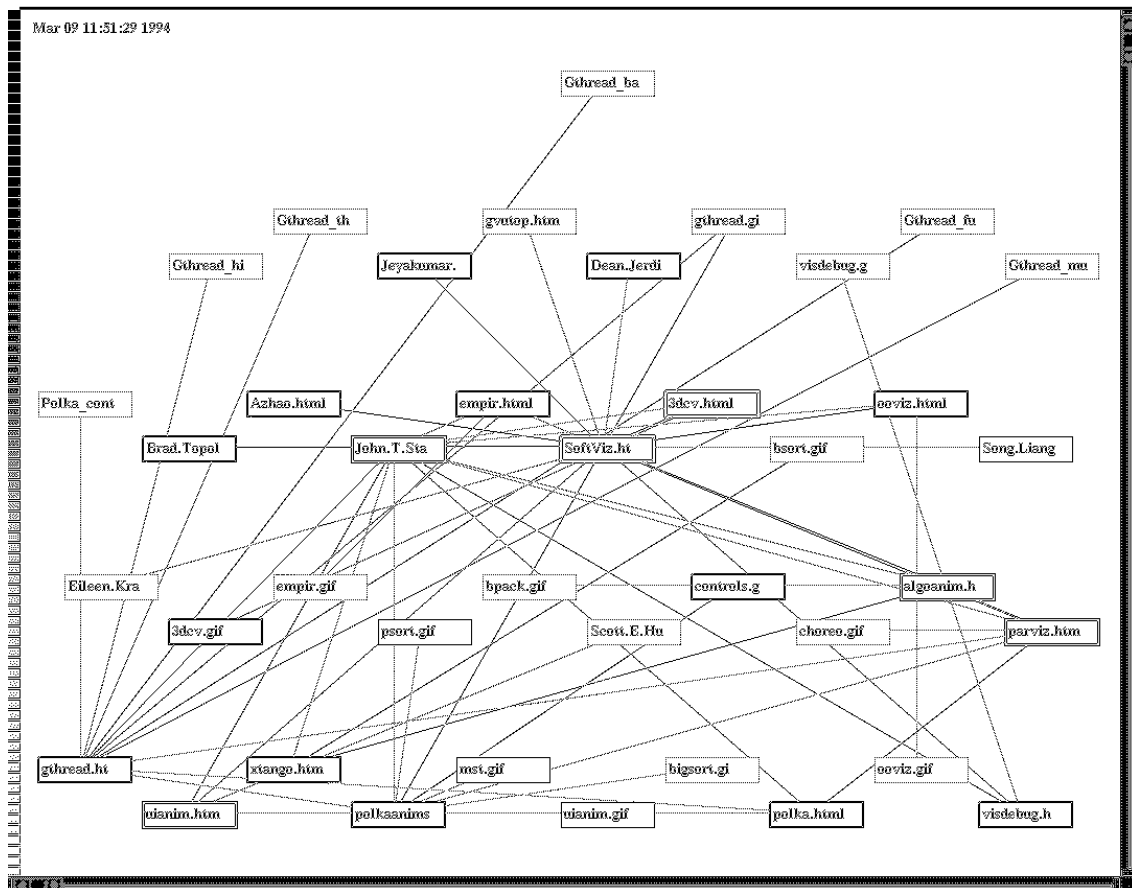 Mar 09 11:51:29 1994
Gthread_ba
Gthread_th
gvutop.htm
gthread.gi
Gthread_fu
Gthread_hi
Jeyakumar.
Dean.Jerdi
visdebug.g
Gthread_mu
Polka_cont
Azhao.html
empir.html
3dcv.html
ooviz.html
Brad.Topol
John.T.Sta
SoftViz.ht
bsort.gif
Song.Liang
Eileen.Kra
empir.gif
bpack.gif
controls.g
algoanim.h
3dcv.gif
psort.gif
Scott.E.Hu
choreo.gif
parviz.htm
gthread.ht
xtango.htm
mst.gif
bigsort.gi
ooviz.gif
uianim.htm
polkaanims
uianim.gif
polka.html
visdebug.h